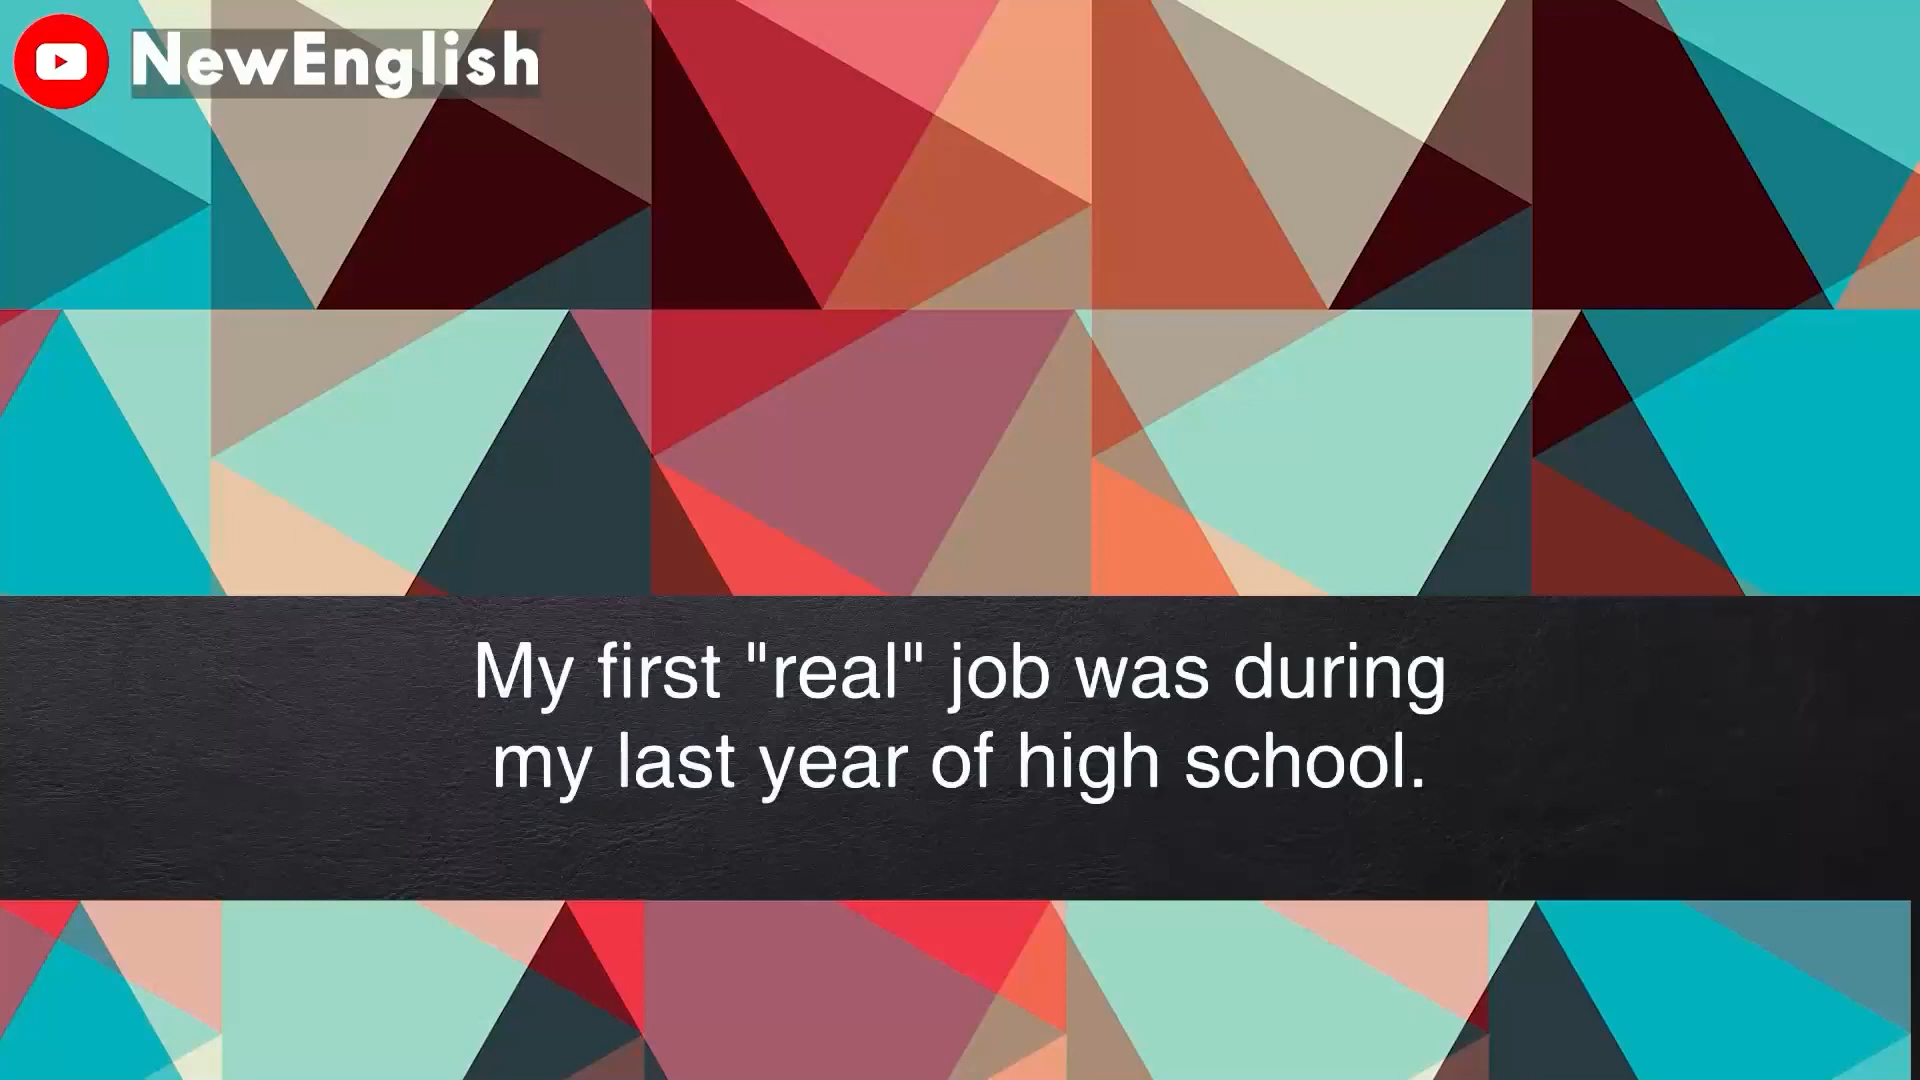 NewEnglish
My first "real" job was during
my last year of high school.